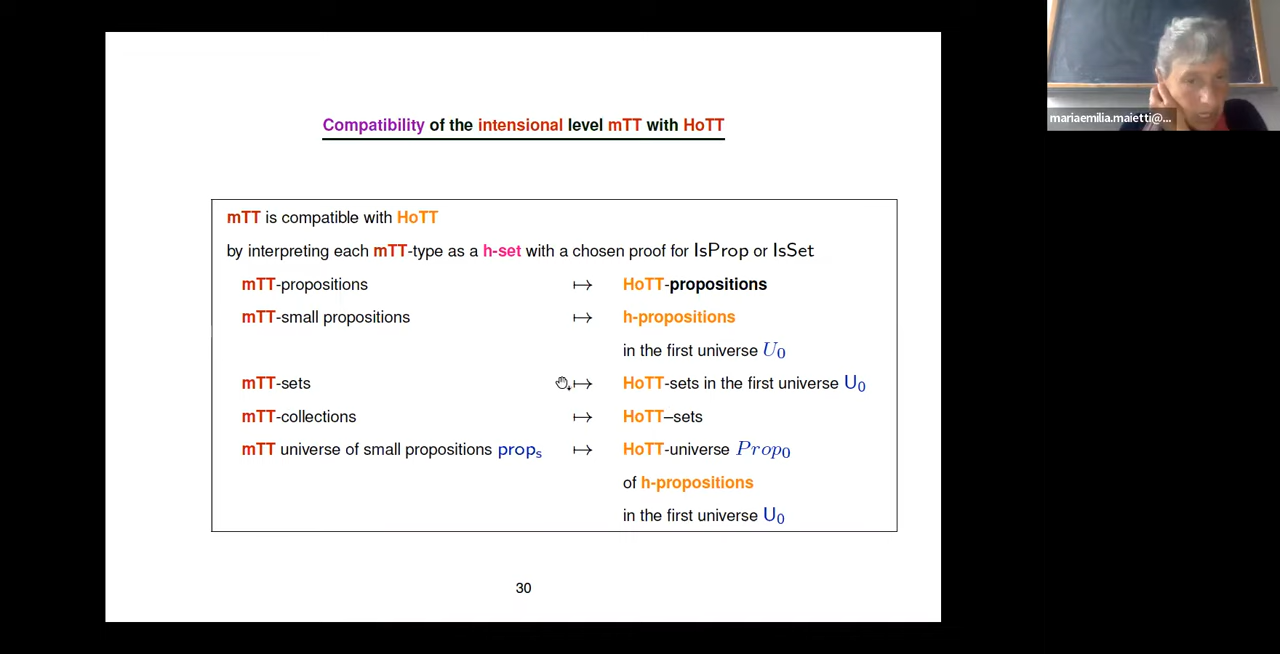 Compatibility of the intensional level mTT with HoTT
mTT is compatible with HoTT
by interpreting each mTT-type as a h-set with a chosen proof for IsProp or IsSet
mTT-propositions ↦ HoTT-propositions
mTT-small propositions ↦ h-propositions
in the first universe U₀
mTT-sets ↦ HoTT-sets in the first universe U₀
mTT-collections ↦ HoTT–sets
mTT universe of small propositions propₛ ↦ HoTT-universe Prop₀
of h-propositions
in the first universe U₀
30
mariaemilia.maietti@...